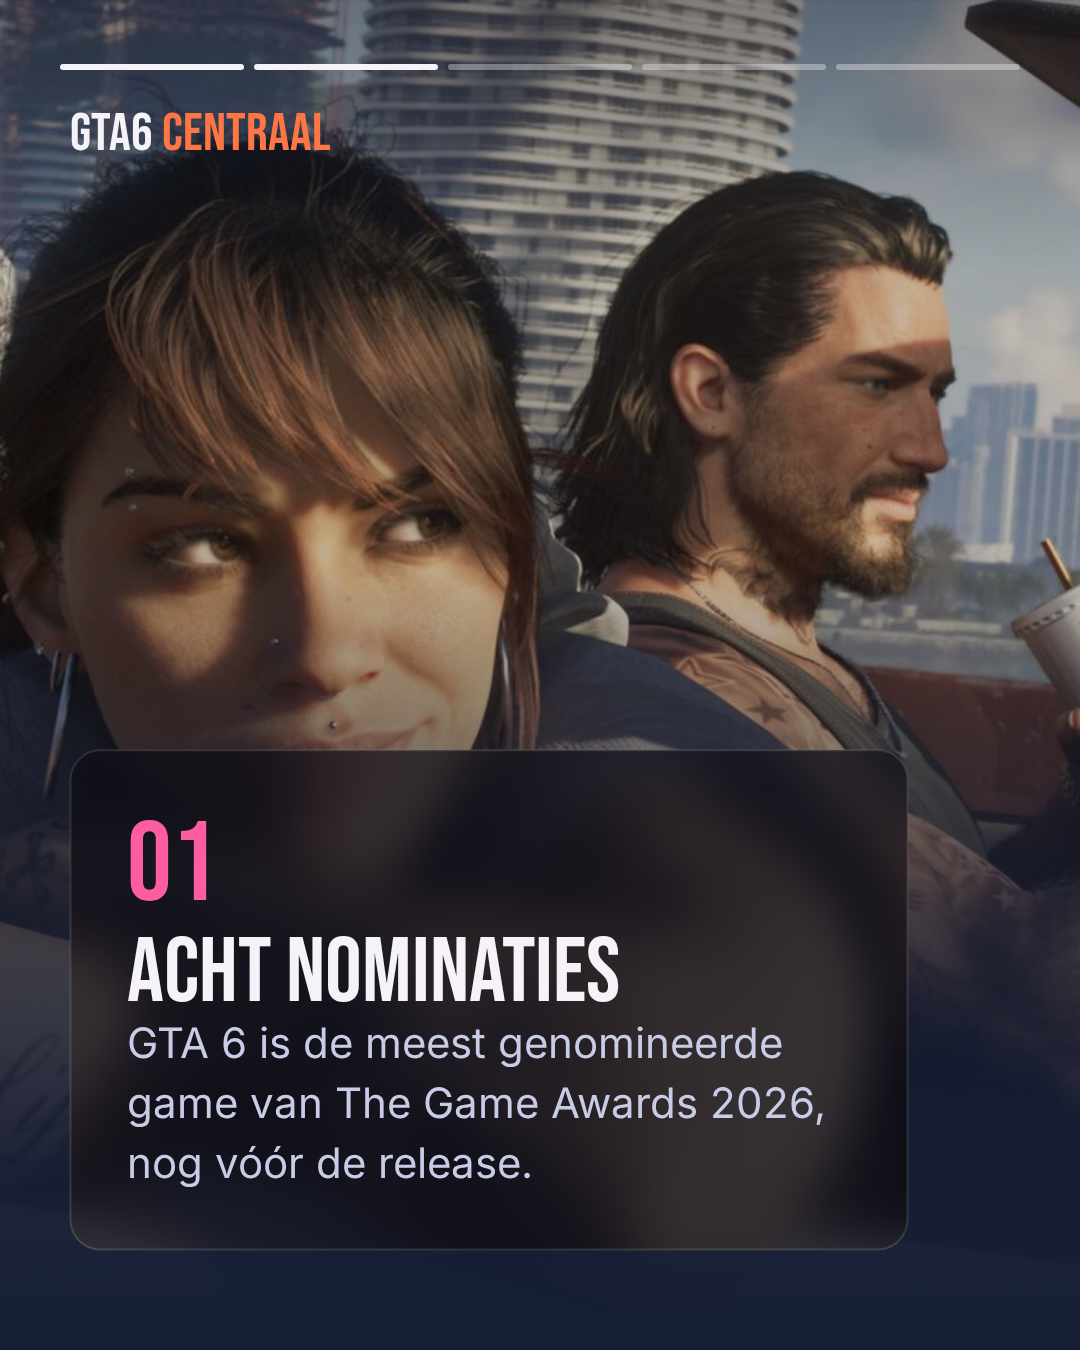 GTA6 CENTRAAL
01
ACHT NOMINATIES
GTA 6 is de meest genomineerde
game van The Game Awards 2026,
nog vóór de release.